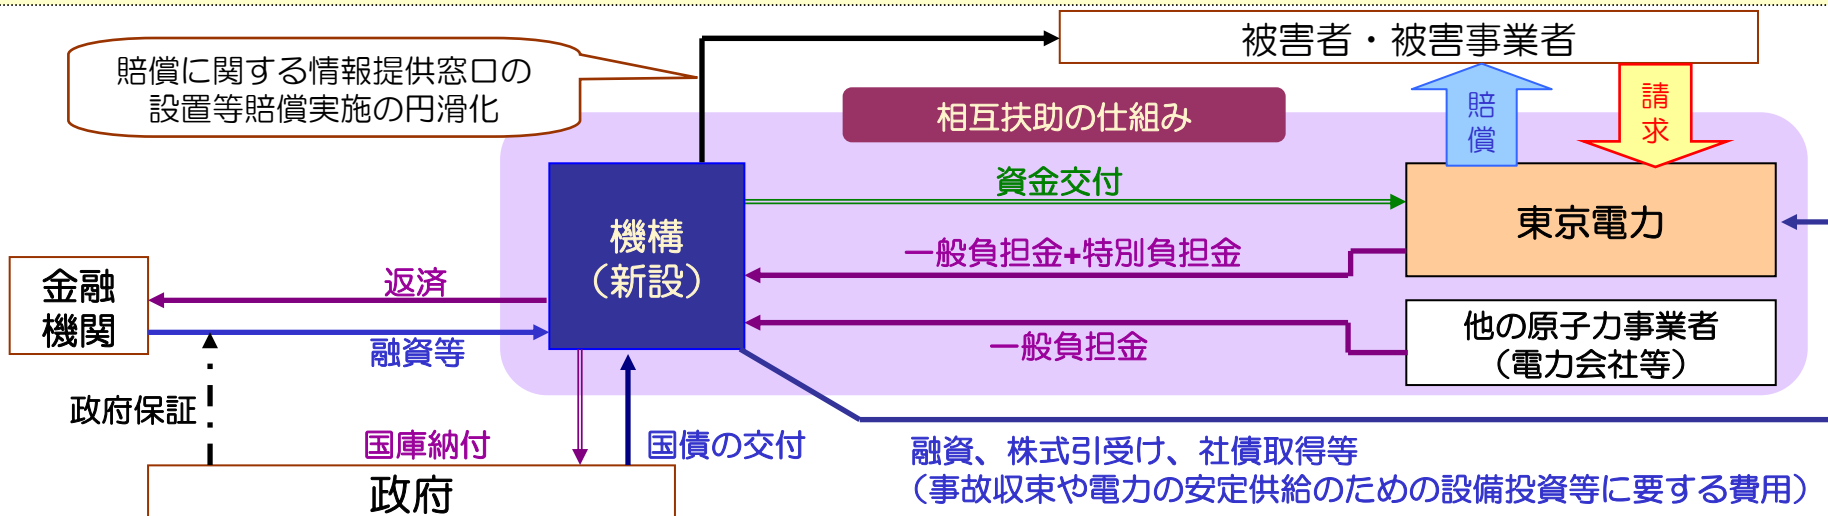 被害者・被害事業者
賠償に関する情報提供窓口の
設置等賠償実施の円滑化
相互扶助の仕組み
賠償
請求
資金交付
機構
（新設）
東京電力
一般負担金+特別負担金
金融
機関
返済
融資等
一般負担金
他の原子力事業者
（電力会社等）
政府保証
国庫納付
国債の交付
融資、株式引受け、社債取得等
（事故収束や電力の安定供給のための設備投資等に要する費用）
政府